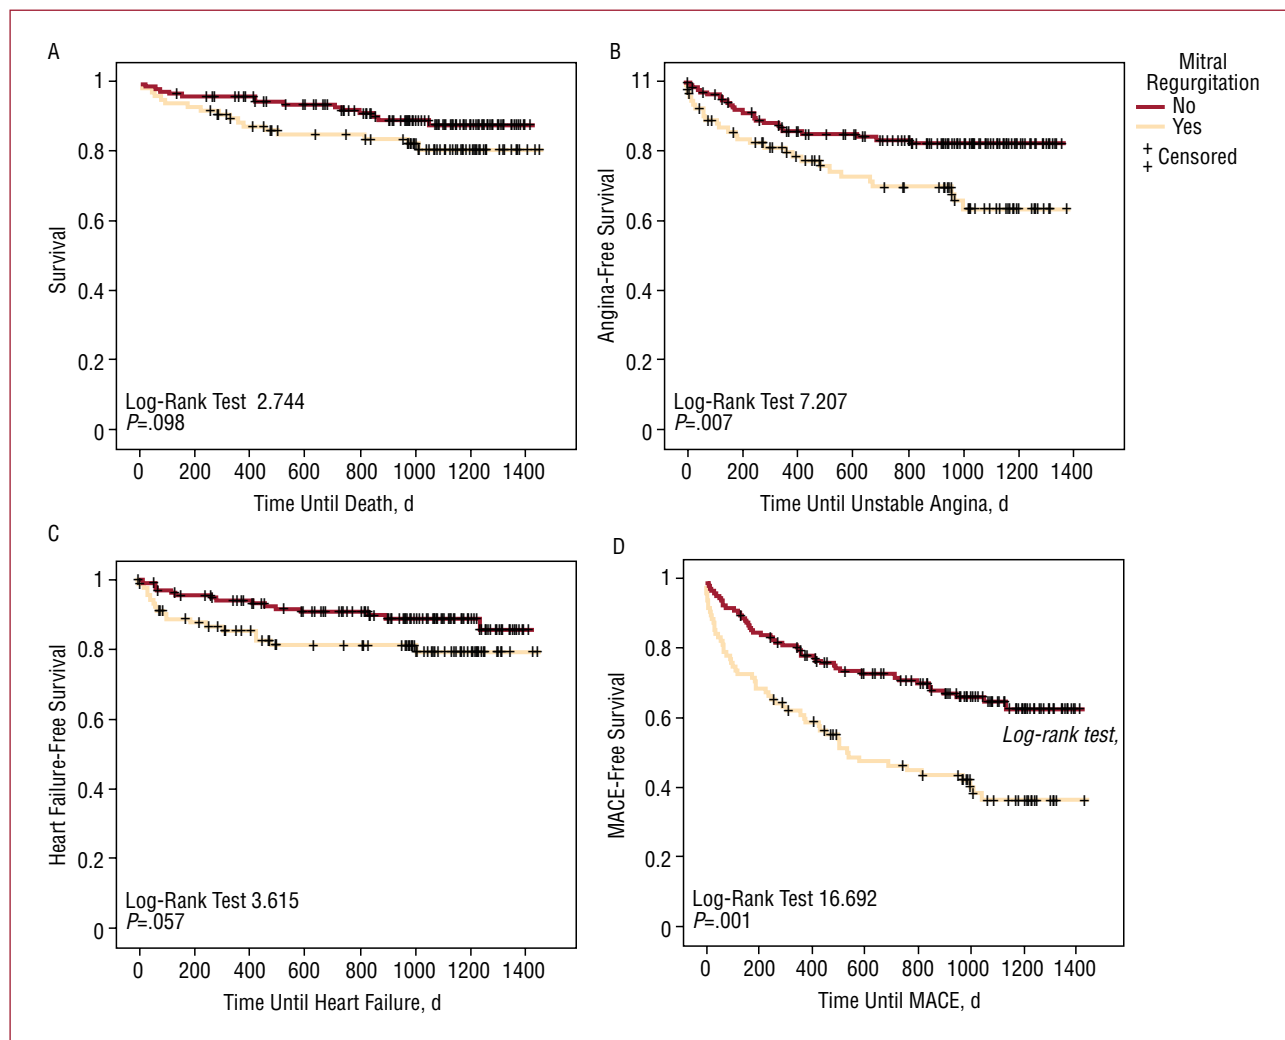 A
1
0.8
0.6
0.4
0.2
0
Survival
Log-Rank Test 2.744
P=.098
0 200 400 600 800 1000 1200 1400
Time Until Death, d
B
11
0.8
0.6
0.4
0.2
0
Angina-Free Survival
Log-Rank Test 7.207
P=.007
0 200 400 600 800 1000 1200 1400
Time Until Unstable Angina, d
Mitral
Regurgitation
No
Yes
Censored
C
1
0.8
0.6
0.4
0.2
0
Heart Failure-Free Survival
Log-Rank Test 3.615
P=.057
0 200 400 600 800 1000 1200 1400
Time Until Heart Failure, d
D
1
0.8
0.6
0.4
0.2
0
MACE-Free Survival
Log-rank test,
Log-Rank Test 16.692
P=.001
0 200 400 600 800 1000 1200 1400
Time Until MACE, d